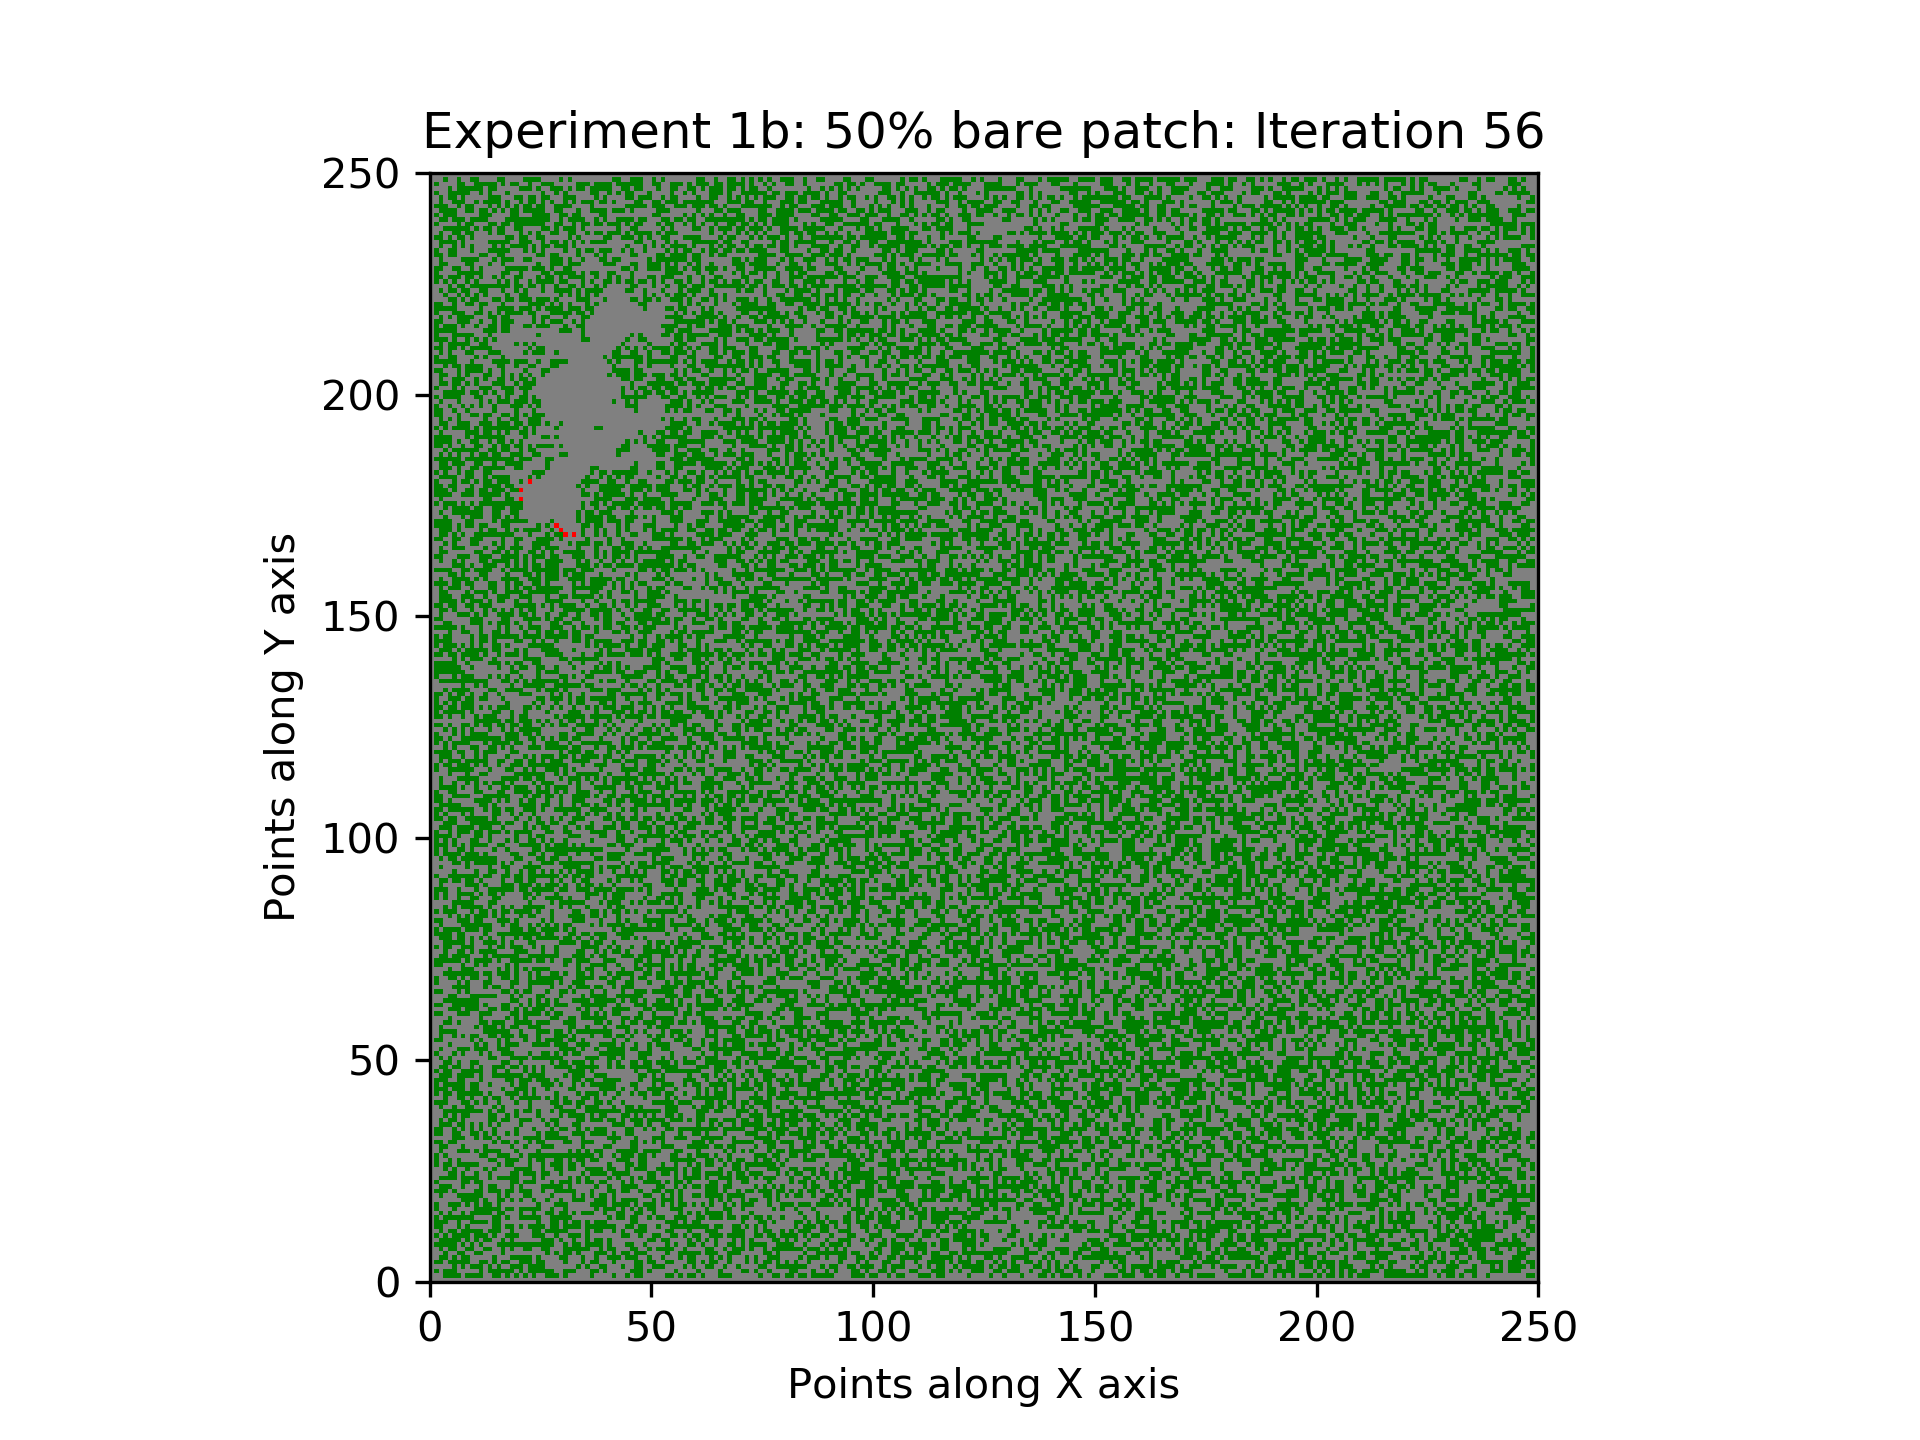 Experiment 1b: 50% bare patch: Iteration 56
250
200
150
100
50
0
Points along Y axis
0 50 100 150 200 250
Points along X axis